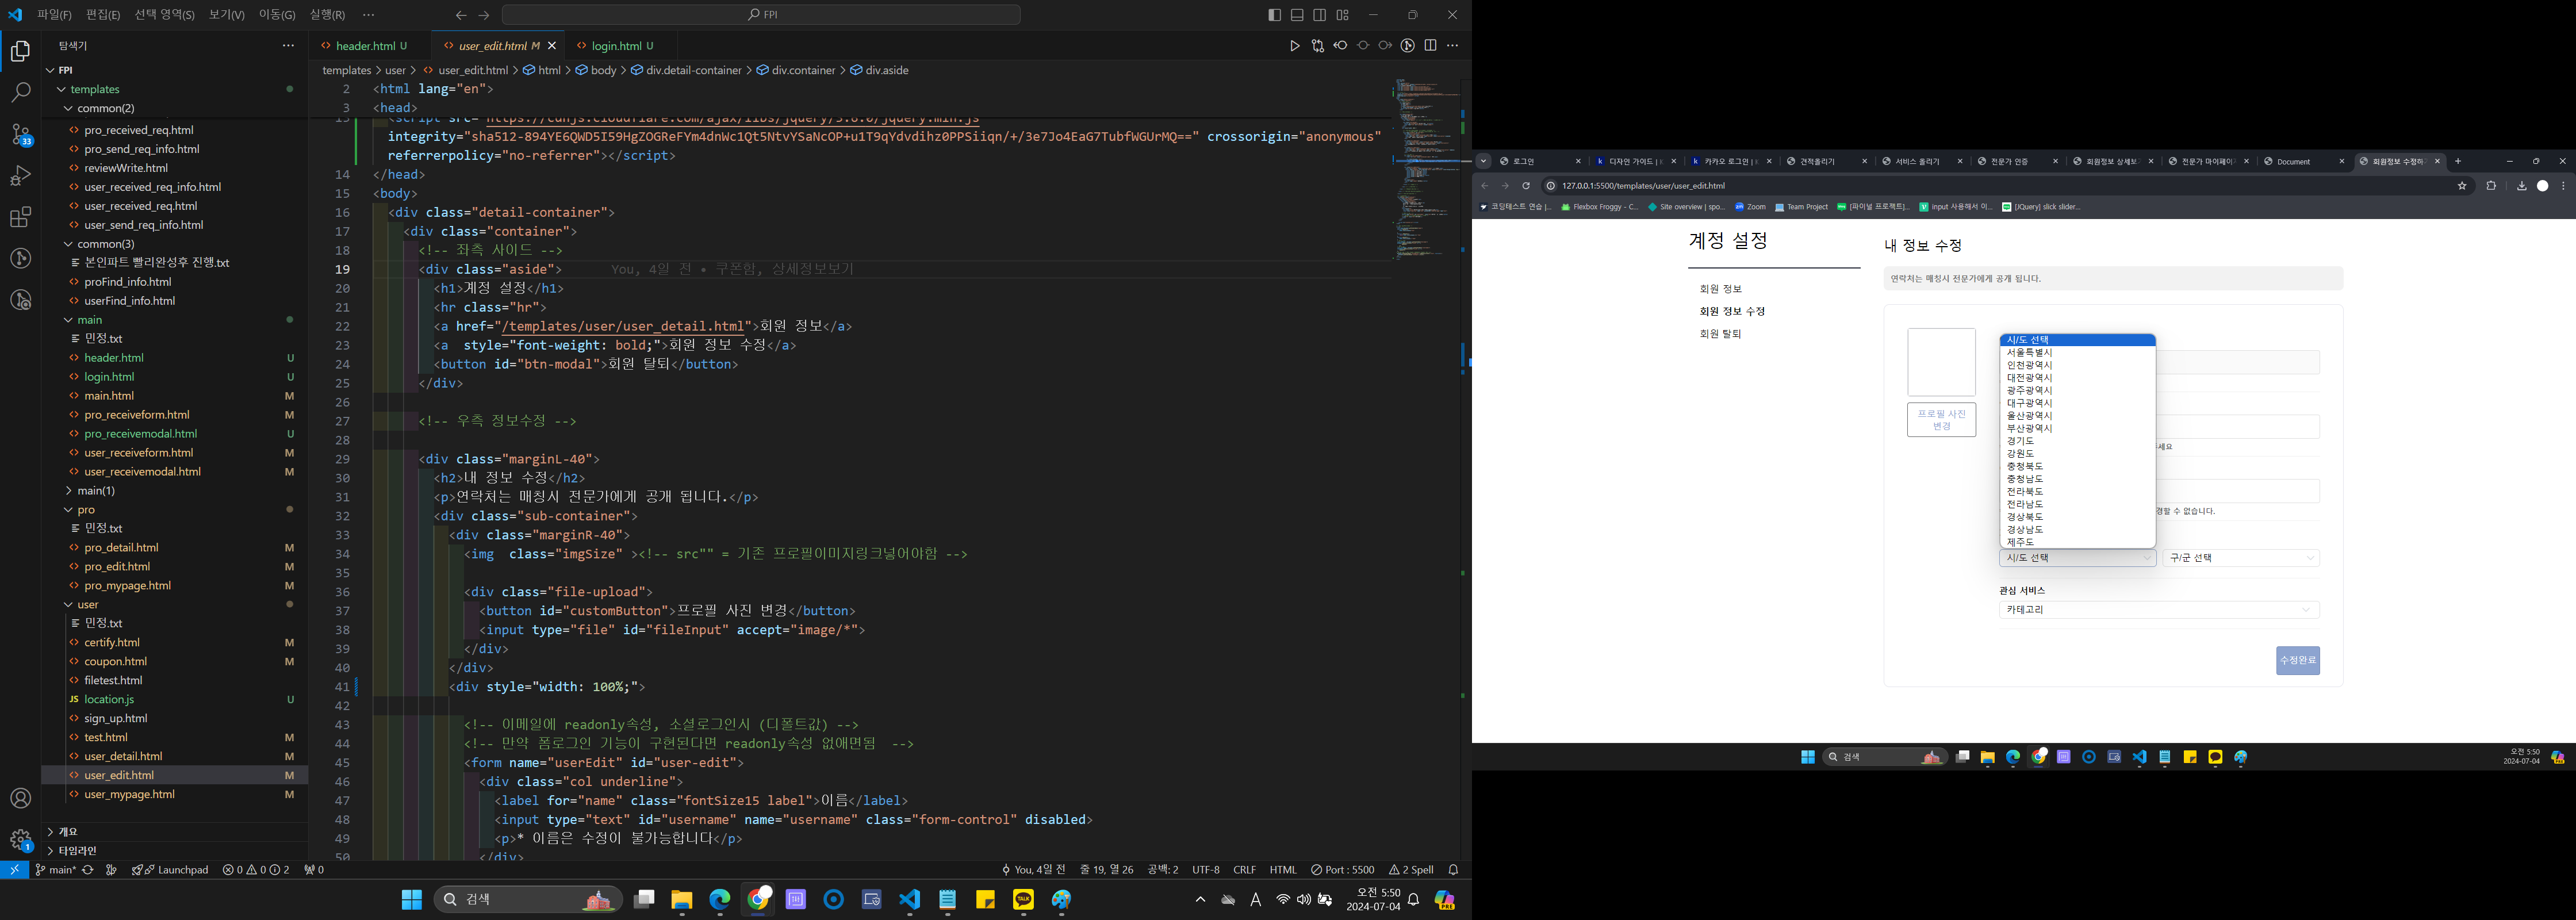 파일(F) 편집(E) 선택 영역(S) 보기(V) 이동(G) 실행(R) ··· FPI
탐색기 ···
FPI
templates
common(2)
pro_received_req.html
pro_send_req_info.html
reviewWrite.html
user_received_req_info.html
user_received_req.html
user_send_req_info.html
common(3)
본인파트 빨리완성후 진행.txt
proFind_info.html
userFind_info.html
main
민정.txt
header.html U
login.html U
main.html M
pro_receiveform.html M
pro_receivemodal.html U
user_receiveform.html M
user_receivemodal.html M
main(1)
pro
민정.txt
pro_detail.html M
pro_edit.html M
pro_mypage.html M
user
민정.txt
certify.html M
coupon.html M
filetest.html
JS location.js U
sign_up.html
test.html M
user_detail.html M
user_edit.html M
user_mypage.html M
개요
타임라인
33
1
header.html U user_edit.html M login.html U
templates > user > user_edit.html > html > body > div.detail-container > div.container > div.aside
2 <html lang="en">
3 <head>
13 <script src="https://cdnjs.cloudflare.com/ajax/libs/jquery/3.6.0/jquery.min.js"
integrity="sha512-894YE6QWD5I59HgZOGReFYm4dnWc1Qt5NtvYSaNcOP+u1T9qYdvdihz0PPSiiqn/+/3e7Jo4EaG7TubfWGUrMQ==" crossorigin="anonymous"
referrerpolicy="no-referrer"></script>
14 </head>
15 <body>
16 <div class="detail-container">
17 <div class="container">
18 <!-- 좌측 사이드 -->
19 <div class="aside"> You, 4일 전 • 쿠폰함, 상세정보보기
20 <h1>계정 설정</h1>
21 <hr class="hr">
22 <a href="/templates/user/user_detail.html">회원 정보</a>
23 <a  style="font-weight: bold;">회원 정보 수정</a>
24 <button id="btn-modal">회원 탈퇴</button>
25 </div>
26
27 <!-- 우측 정보수정 -->
28
29 <div class="marginL-40">
30 <h2>내 정보 수정</h2>
31 <p>연락처는 매칭시 전문가에게 공개 됩니다.</p>
32 <div class="sub-container">
33 <div class="marginR-40">
34 <img  class="imgSize" ><!-- src"" = 기존 프로필이미지링크넣어야함 -->
35
36 <div class="file-upload">
37 <button id="customButton">프로필 사진 변경</button>
38 <input type="file" id="fileInput" accept="image/*">
39 </div>
40 </div>
41 <div style="width: 100%;">
42
43 <!-- 이메일에 readonly속성, 소셜로그인시 (디폴트값) -->
44 <!-- 만약 폼로그인 기능이 구현된다면 readonly속성 없애면됨  -->
45 <form name="userEdit" id="user-edit">
46 <div class="col underline">
47 <label for="name" class="fontSize15 label">이름</label>
48 <input type="text" id="username" name="username" class="form-control" disabled>
49 <p>* 이름은 수정이 불가능합니다</p>
50 </div>
main* Launchpad 0 0 2 0 You, 4일 전 줄 19, 열 26 공백: 2 UTF-8 CRLF HTML Port : 5500 2 Spell
검색 TALK A 오전 5:50
2024-07-04 PRE
로그인 디자인 가이드 | 카카오 로그인 | 견적올리기 서비스 올리기 전문가 인증 회원정보 상세보 전문가 마이페이 Document 회원정보 수정하
127.0.0.1:5500/templates/user/user_edit.html
코딩테스트 연습 |... Flexbox Froggy - C... Site overview | spo... Zoom Team Project [파이널 프로젝트]... input 사용해서 이... [JQuery] slick slider...
계정 설정
회원 정보
회원 정보 수정
회원 탈퇴
내 정보 수정
연락처는 매칭시 전문가에게 공개 됩니다.
프로필 사진
변경
시/도 선택
서울특별시
인천광역시
대전광역시
광주광역시
대구광역시
울산광역시
부산광역시
경기도
강원도
세요
충청북도
충청남도
전라북도
전라남도
경할 수 없습니다.
경상북도
경상남도
제주도
시/도 선택 구/군 선택
관심 서비스
카테고리
수정완료
검색 오전 5:50
2024-07-04